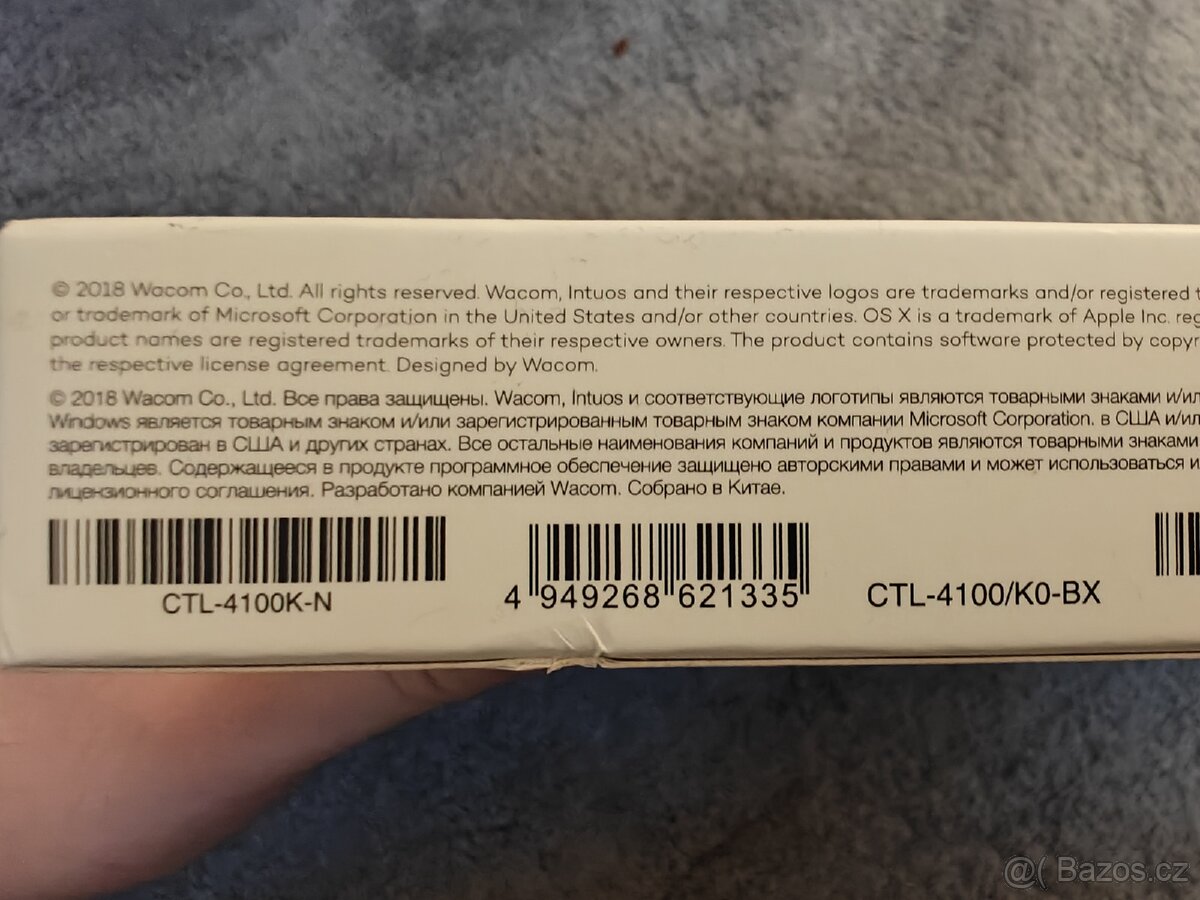 © 2018 Wacom Co., Ltd. All rights reserved. Wacom, Intuos and their respective logos are trademarks and/or registered
or trademark of Microsoft Corporation in the United States and/or other countries. OS X is a trademark of Apple Inc.
product names are registered trademarks of their respective owners. The product contains software protected by
the respective license agreement. Designed by Wacom.
© 2018 Wacom Co., Ltd. Все права защищены. Wacom, Intuos и соответствующие логотипы являются товарными знаками
Windows является товарным знаком и/или зарегистрированным товарным знаком компании Microsoft Corporation. в США
зарегистрирован в США и других странах. Все остальные наименования компаний и продуктов являются товарными знаками
владельцев. Содержащееся в продукте программное обеспечение защищено авторскими правами и может использоваться
лицензионного соглашения. Разработано компанией Wacom. Собрано в Китае.
CTL-4100K-N
4 949268 621335
CTL-4100/K0-BX
@( Bazos.cz